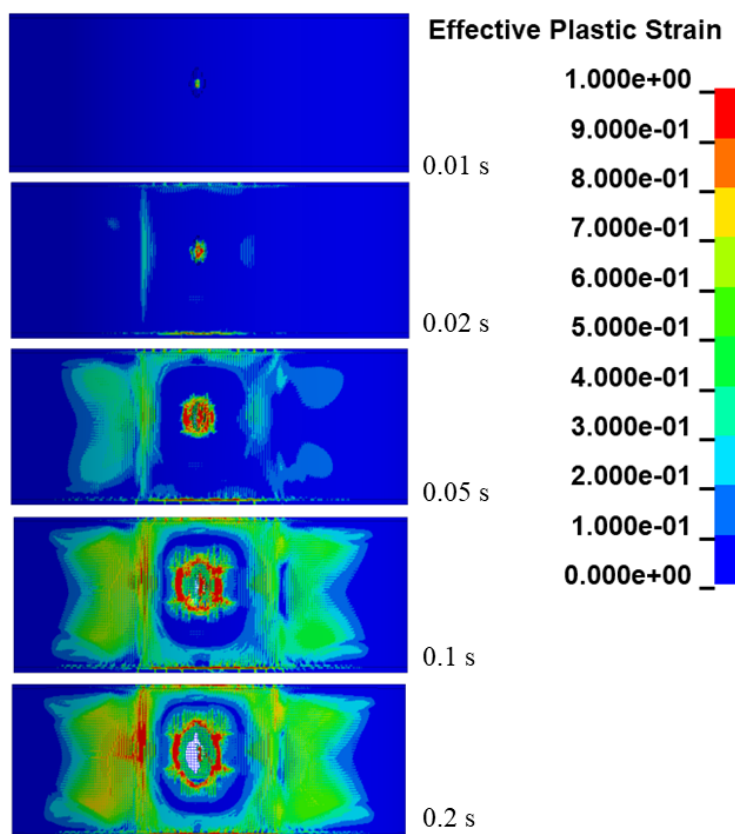 Effective Plastic Strain
1.000e+00
9.000e-01
8.000e-01
7.000e-01
6.000e-01
5.000e-01
4.000e-01
3.000e-01
2.000e-01
1.000e-01
0.000e+00
0.01 s
0.02 s
0.05 s
0.1 s
0.2 s